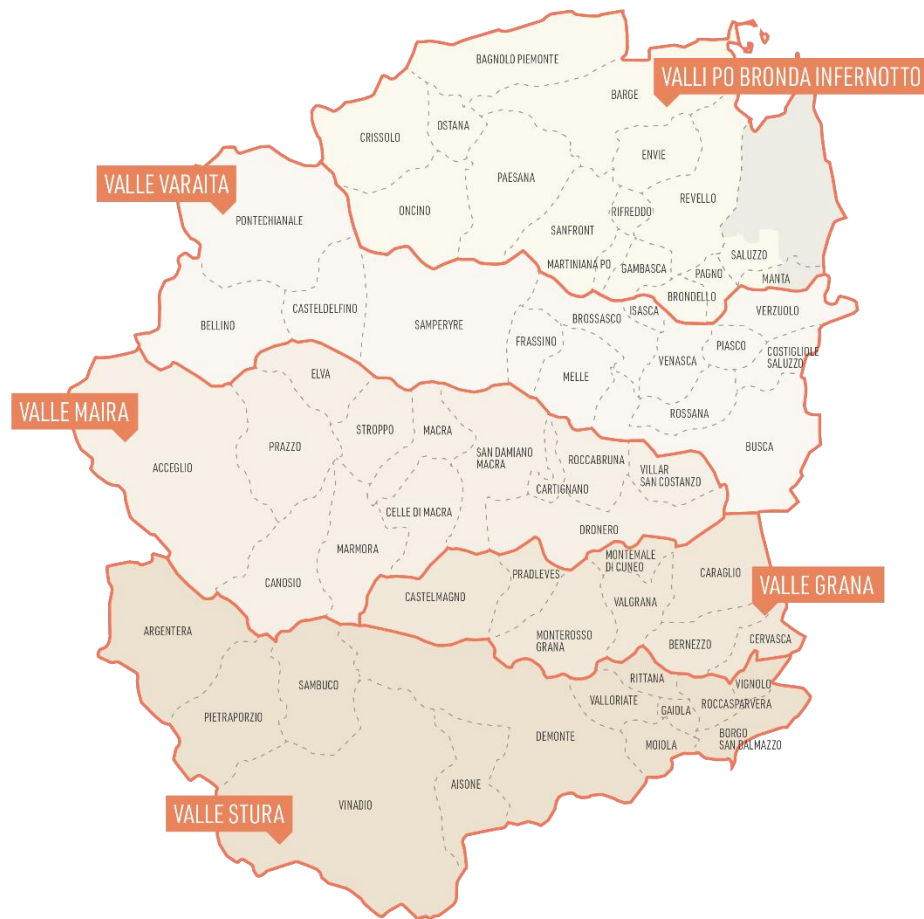 BAGNOLO PIEMONTE
VALLI PO BRONDA INFERNOTTO
BARGE
CRISSOLO
OSTANA
ENVIE
PAESANA
VALLE VARAITA
REVELLO
ONCINO
RIFREDDO
PONTECHIANALE
SANFRONT
SALUZZO
MARTINIANA PO
GAMBASCA
PAGNO
MANTA
BRONDELLO
CASTELDELFINO
ISASCA
VERZUOLO
BROSSASCO
BELLINO
SAMPERYRE
FRASSINO
PIASCO
COSTIGLIOLE
SALUZZO
VENASCA
MELLE
ELVA
VALLE MAIRA
ROSSANA
STROPPO
MACRA
BUSCA
PRAZZO
SAN DAMIANO
MACRA
ROCCABRUNA
ACCEGLIO
VILLAR
SAN COSTANZO
CARTIGNANO
CELLE DI MACRA
DRONERO
MARMORA
MONTEMALE
DI CUNEO
CARAGLIO
PRADLEVES
CANOSIO
VALLE GRANA
CASTELMAGNO
VALGRANA
ARGENTERA
MONTEROSSO
GRANA
BERNEZZO
CERVASCA
SAMBUCO
RITTANA
VIGNOLO
VALLORIATE
ROCCASPARVERA
GAIOLA
PIETRAPORZIO
DEMONTE
MOIOLA
BORGO
SAN DALMAZZO
AISONE
VINADIO
VALLE STURA